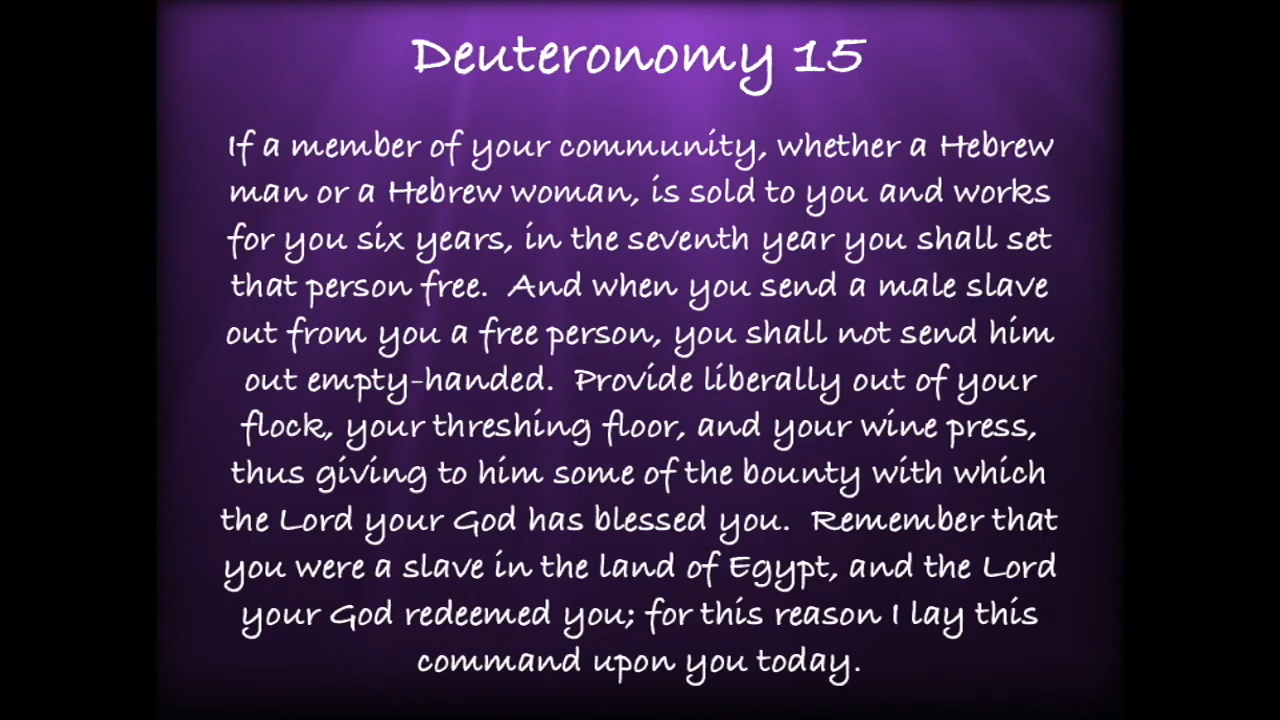 Deuteronomy 15
If a member of your community, whether a Hebrew
man or a Hebrew woman, is sold to you and works
for you six years, in the seventh year you shall set
that person free. And when you send a male slave
out from you a free person, you shall not send him
out empty-handed. Provide liberally out of your
flock, your threshing floor, and your wine press,
thus giving to him some of the bounty with which
the Lord your God has blessed you. Remember that
you were a slave in the land of Egypt, and the Lord
your God redeemed you; for this reason I lay this
command upon you today.